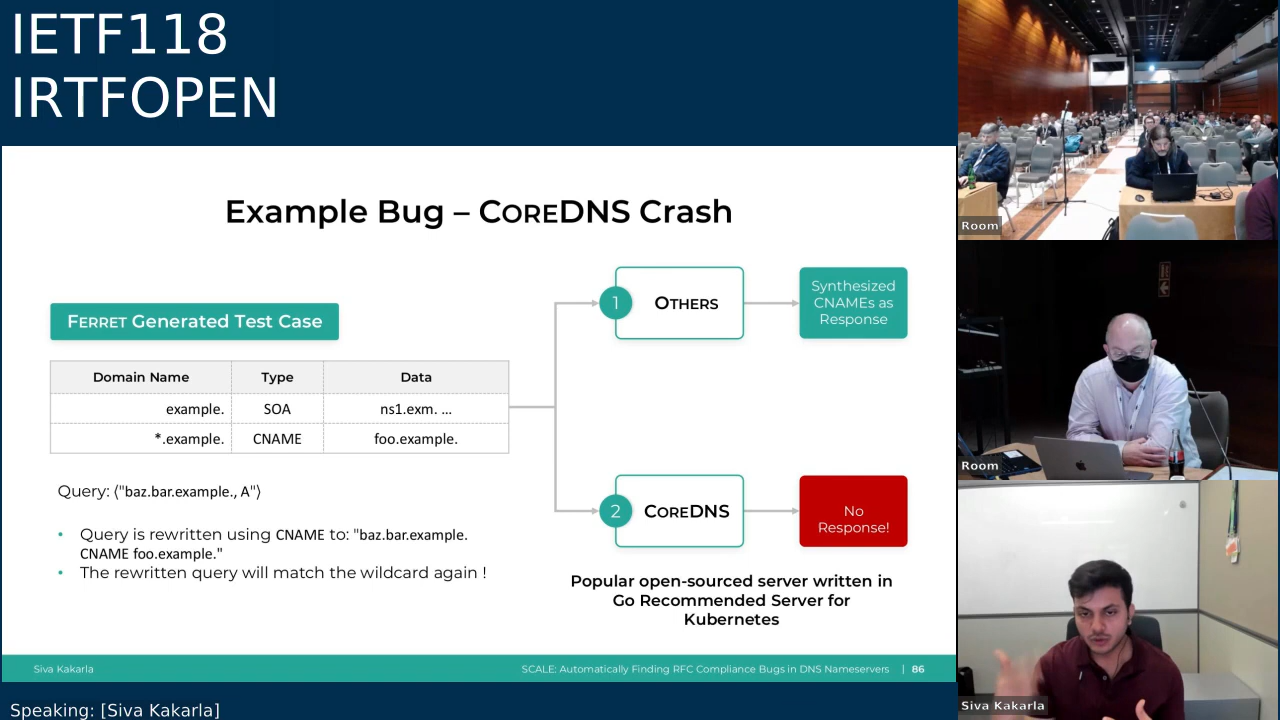 IETF118
IRTFOPEN
Example Bug – COREDNS Crash
FERRET Generated Test Case
Domain Name Type Data
example. SOA ns1.exm. ...
*.example. CNAME foo.example.
Query: ⟨"baz.bar.example., A"⟩
• Query is rewritten using CNAME to: "baz.bar.example.
CNAME foo.example."
• The rewritten query will match the wildcard again !
1 OTHERS
Synthesized
CNAMEs as
Response
2 COREDNS
No
Response!
Popular open-sourced server written in
Go Recommended Server for
Kubernetes
Siva Kakarla
SCALE: Automatically Finding RFC Compliance Bugs in DNS Nameservers | 86
Speaking: [Siva Kakarla]
Room
Room
Siva Kakarla